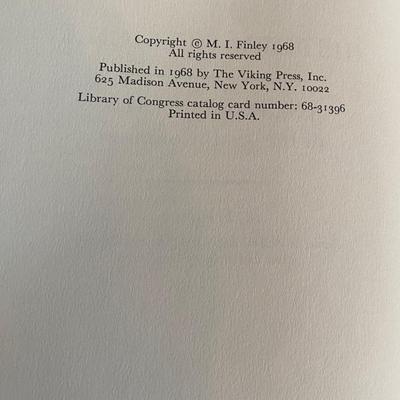 Copyright © M. I. Finley 1968
All rights reserved
Published in 1968 by The Viking Press, Inc.
625 Madison Avenue, New York, N.Y. 10022
Library of Congress catalog card number: 68-31396
Printed in U.S.A.